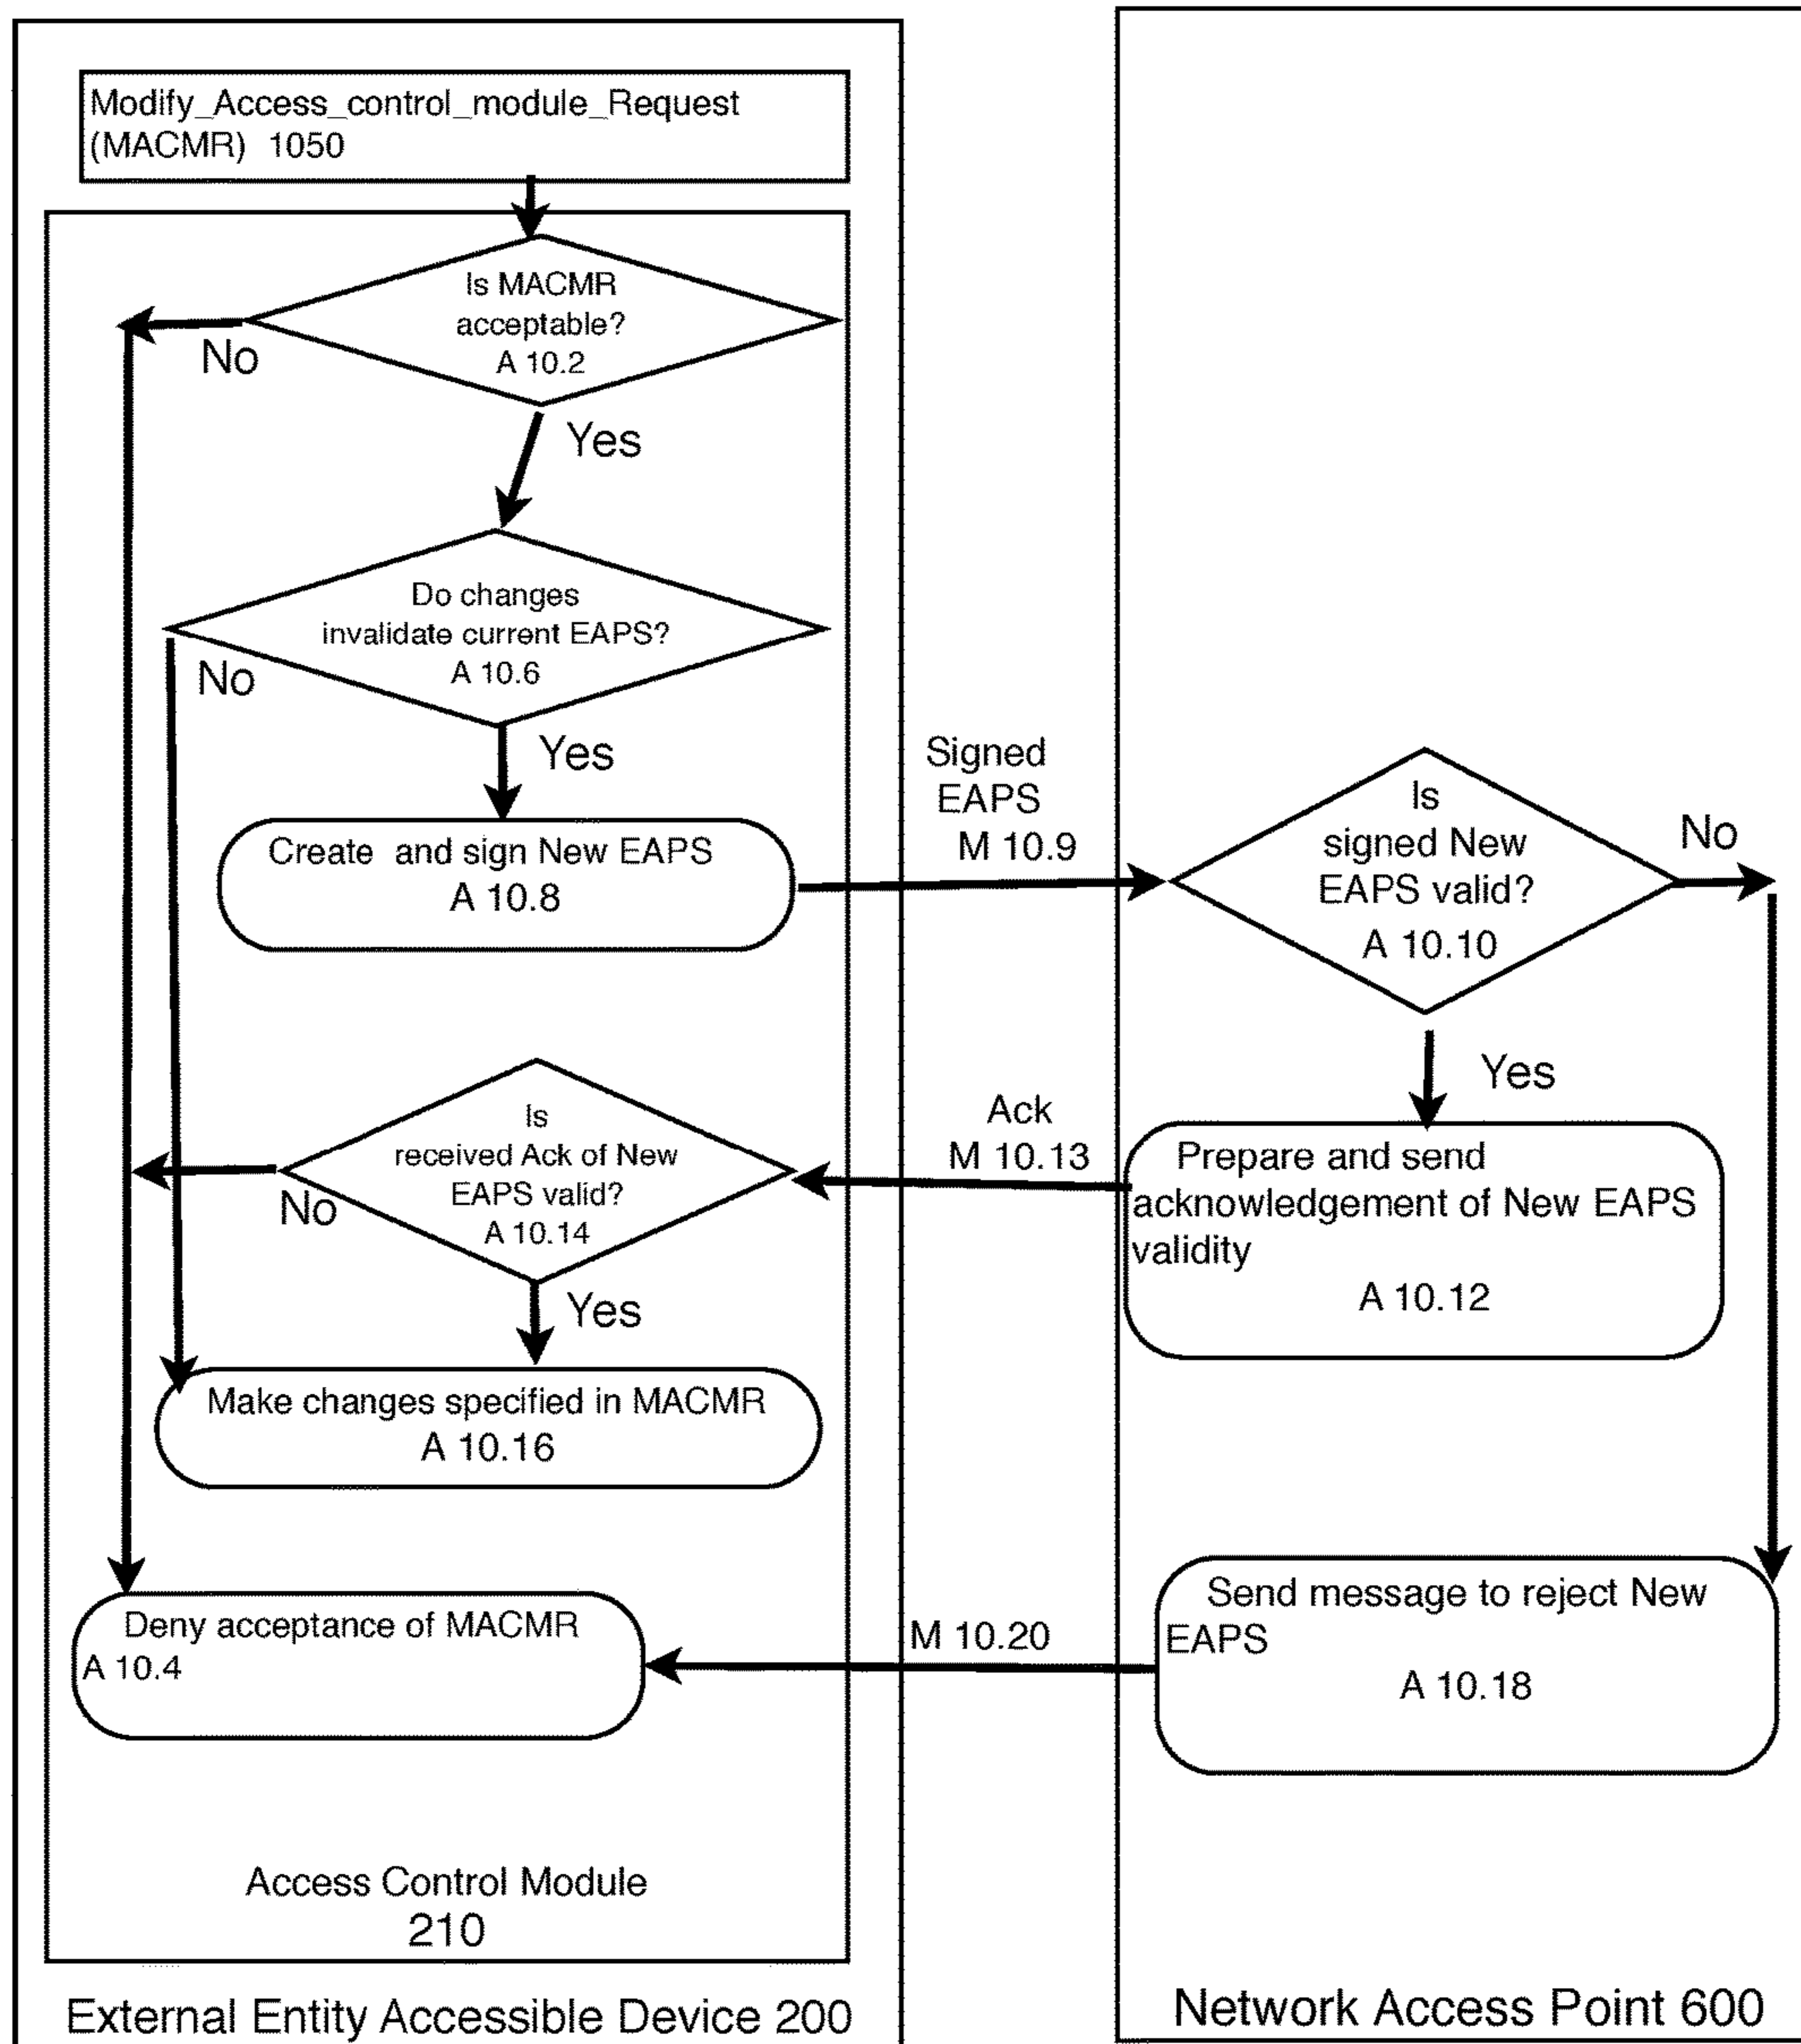 Modify_Access_control_module_Request
(MACMR) 1050
Is MACMR
acceptable?
A 10.2
No
Yes
Do changes
invalidate current EAPS?
A 10.6
No
Yes
Create and sign New EAPS
A 10.8
Signed
EAPS
M 10.9
Is
signed New
EAPS valid?
A 10.10
No
Yes
Prepare and send
acknowledgement of New EAPS
validity
A 10.12
Ack
M 10.13
Is
received Ack of New
EAPS valid?
A 10.14
No
Yes
Make changes specified in MACMR
A 10.16
Send message to reject New
EAPS
A 10.18
M 10.20
Deny acceptance of MACMR
A 10.4
Access Control Module
210
External Entity Accessible Device 200
Network Access Point 600